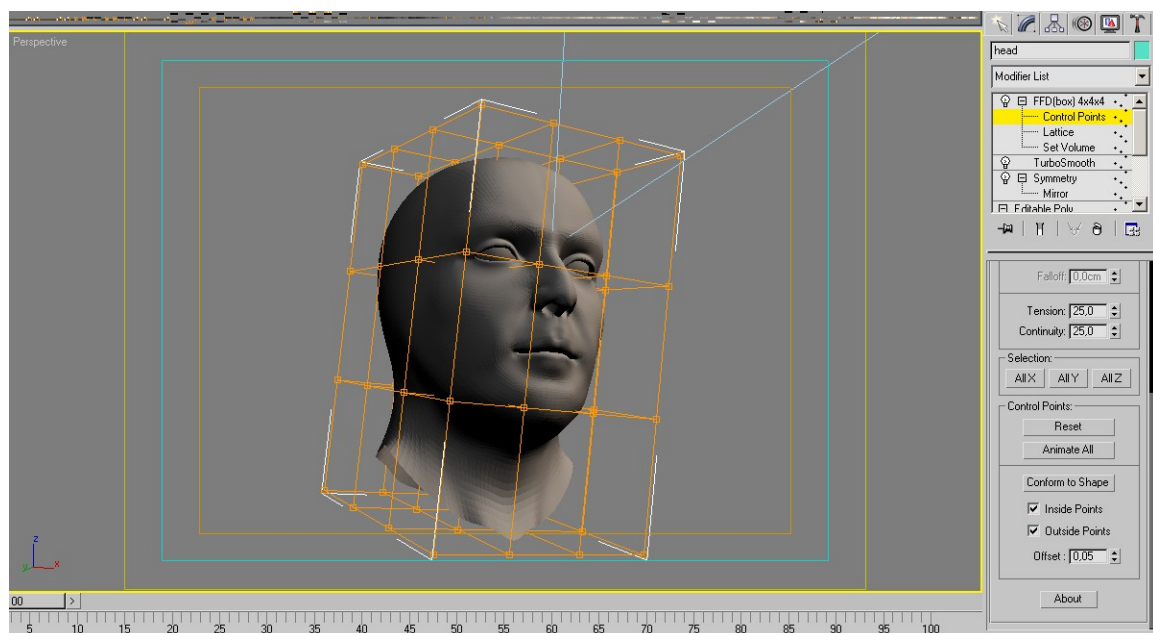 Perspective
head
Modifier List
FFD(box) 4x4x4
Control Points
Lattice
Set Volume
TurboSmooth
Symmetry
Mirror
Editable Poly
Falloff: 0,0cm
Tension: 25,0
Continuity: 25,0
Selection:
All X All Y All Z
Control Points:
Reset
Animate All
Conform to Shape
Inside Points
Outside Points
Offset : 0,05
About
z
y x
00 >
5 10 15 20 25 30 35 40 45 50 55 60 65 70 75 80 85 90 95 100